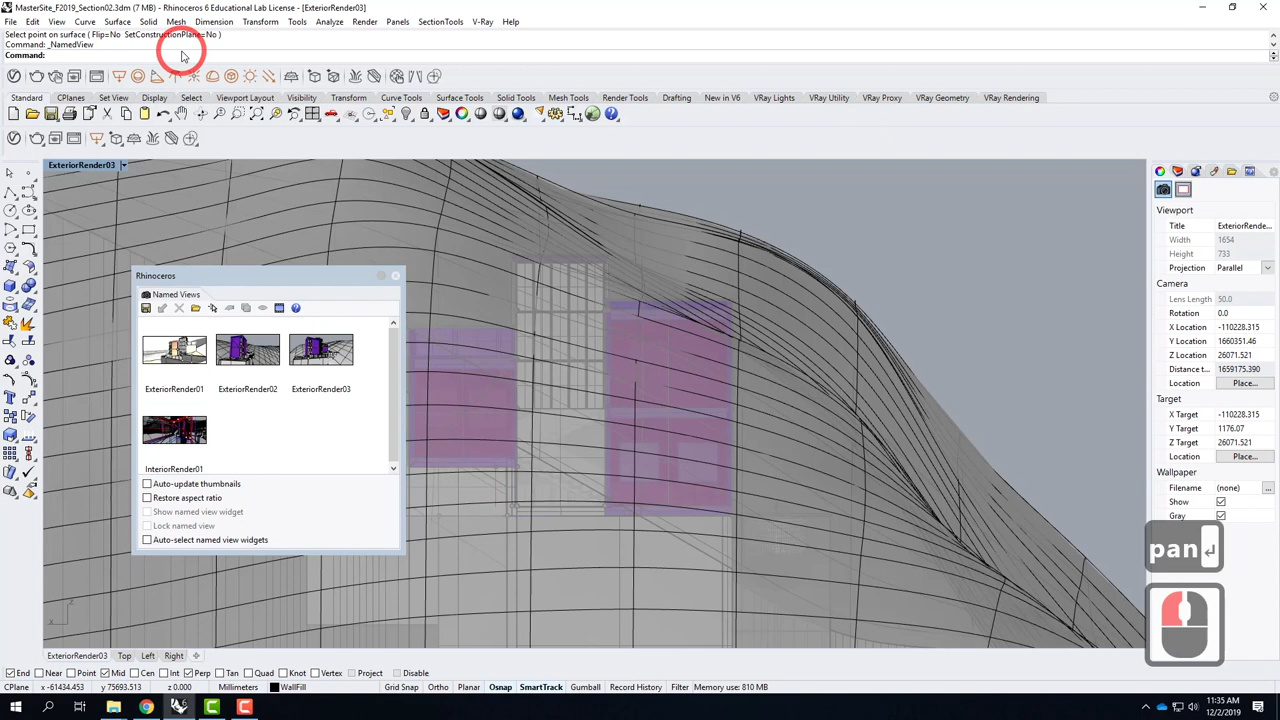 MasterSite_F2019_Section02.3dm (7 MB) - Rhinoceros 6 Educational Lab License - [ExteriorRender03]
File Edit View Curve Surface Solid Mesh Dimension Transform Tools Analyze Render Panels SectionTools V-Ray Help
Select point on surface ( Flip=No SetConstructionPlane=No )
Command: _NamedView
Command:
Standard CPlanes Set View Display Select Viewport Layout Visibility Transform Curve Tools Surface Tools Solid Tools Mesh Tools Render Tools Drafting New in V6 VRay Lights VRay Utilities VRay Proxy VRay Geometry VRay Rendering
ExteriorRender03
Rhinoceros
Named Views
ExteriorRender01 ExteriorRender02 ExteriorRender03
InteriorRender01
Auto-update thumbnails
Restore aspect ratio
Show named view widget
Lock named view
Auto-select named view widgets
Viewport
Title ExteriorRende...
Width 1654
Height 733
Projection Parallel
Camera
Lens Length 50.0
Rotation 0.0
X Location -110228.315
Y Location 1660351.46
Z Location 26071.521
Distance t... 1659175.390
Location Place...
Target
X Target -110228.315
Y Target 1176.07
Z Target 26071.521
Location Place...
Wallpaper
Filename (none) ...
Show
Gray
pan
z
x
ExteriorRender03 Top Left Right
End Near Point Mid Cen Int Perp Tan Quad Knot Vertex Project Disable
CPlane x -61434.453 y 75693.513 z 0.000 Millimeters WallFill Grid Snap Ortho Planar Osnap SmartTrack Gumball Record History Filter Memory use: 810 MB
11:35 AM
12/2/2019